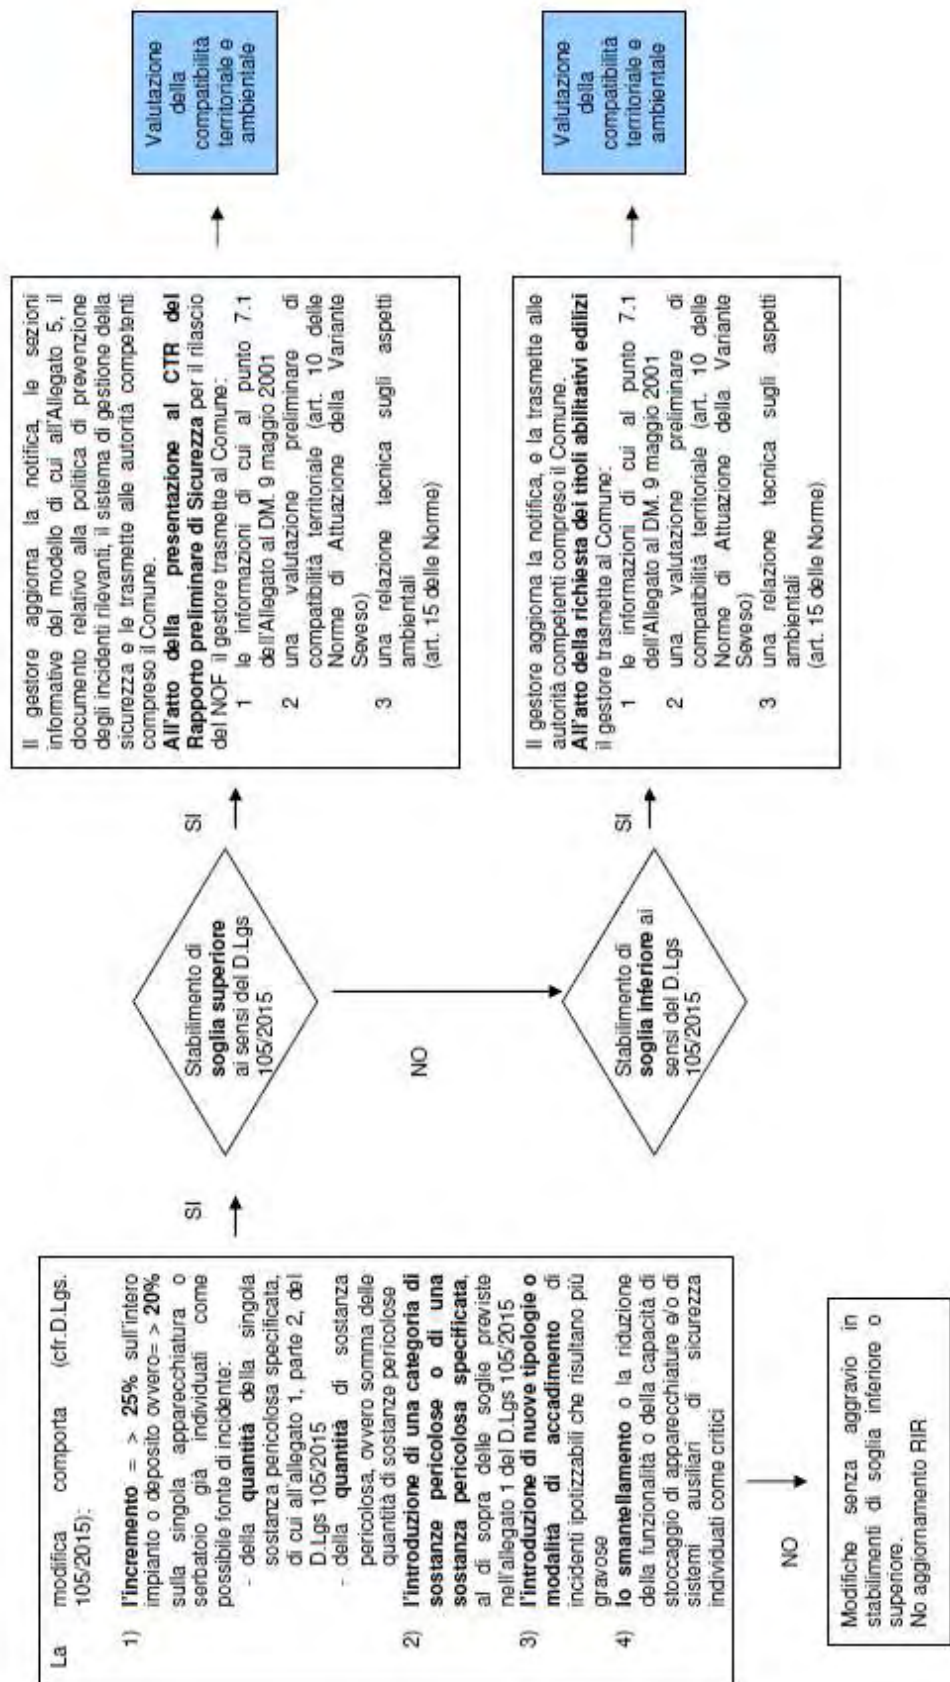 La modifica comporta (cfr.D.Lgs.
105/2015):
1) l'incremento = > 25% sull'intero
impianto o deposito ovvero= > 20%
sulla singola apparecchiatura o
serbatoio già individuati come
possibile fonte di incidente:
- della quantità della singola
sostanza pericolosa specificata,
di cui all'allegato 1, parte 2, del
D.Lgs 105/2015
- della quantità di sostanza
pericolosa, ovvero somma delle
quantità di sostanze pericolose
2) l'introduzione di una categoria di
sostanze pericolose o di una
sostanza pericolosa specificata,
al di sopra delle soglie previste
nell'allegato 1 del D.Lgs 105/2015
3) l'introduzione di nuove tipologie o
modalità di accadimento di
incidenti ipotizzabili che risultano più
gravose
4) lo smantellamento o la riduzione
della funzionalità o della capacità di
stoccaggio di apparecchiature e/o di
sistemi ausiliari di sicurezza
individuati come critici
NO
Modifiche senza aggravio in
stabilimenti di soglia inferiore o
superiore.
No aggiornamento RIR
SI
Stabilimento di
soglia superiore
ai sensi del D.Lgs
105/2015
SI
Il gestore aggiorna la notifica, le sezioni
informative del modello di cui all'Allegato 5, il
documento relativo alla politica di prevenzione
degli incidenti rilevanti, il sistema di gestione della
sicurezza e le trasmette alle autorità competenti
compreso il Comune.
All'atto della presentazione al CTR del
Rapporto preliminare di Sicurezza per il rilascio
del NOF il gestore trasmette al Comune:
1 le informazioni di cui al punto 7.1
dell'Allegato al DM. 9 maggio 2001
2 una valutazione preliminare di
compatibilità territoriale (art. 10 delle
Norme di Attuazione della Variante
Seveso)
3 una relazione tecnica sugli aspetti
ambientali
(art. 15 delle Norme)
Valutazione
della
compatibilità
territoriale e
ambientale
NO
Stabilimento di
soglia inferiore ai
sensi del D.Lgs
105/2015
SI
Il gestore aggiorna la notifica, e la trasmette alle
autorità competenti compreso il Comune.
All'atto della richiesta dei titoli abilitativi edilizi
il gestore trasmette al Comune:
1 le informazioni di cui al punto 7.1
dell'Allegato al DM. 9 maggio 2001
2 una valutazione preliminare di
compatibilità territoriale (art. 10 delle
Norme di Attuazione della Variante
Seveso)
3 una relazione tecnica sugli aspetti
ambientali
(art. 15 delle Norme)
Valutazione
della
compatibilità
territoriale e
ambientale